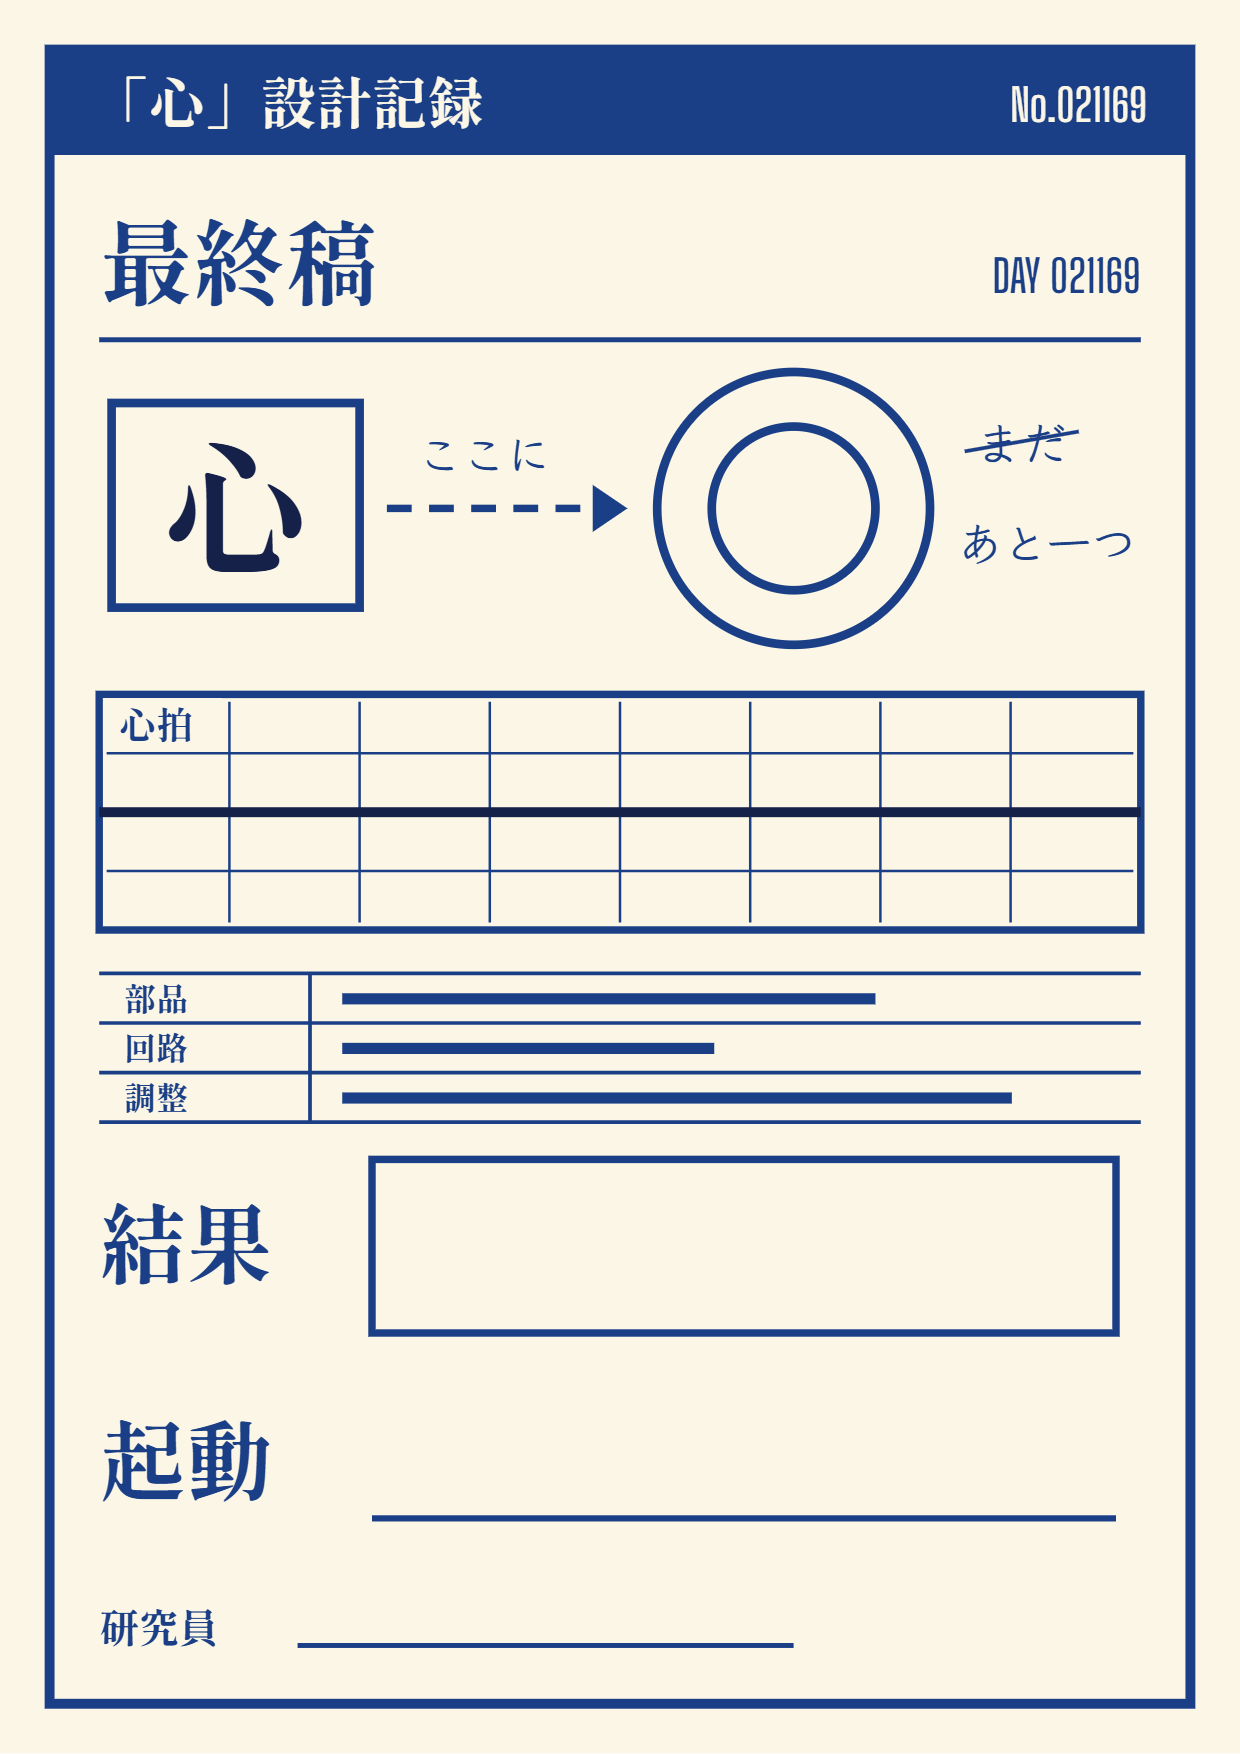 「心」設計記録
No.021169
最終稿
DAY 021169
心
ここに
まだ
あと一つ
心拍
部品
回路
調整
結果
起動
研究員